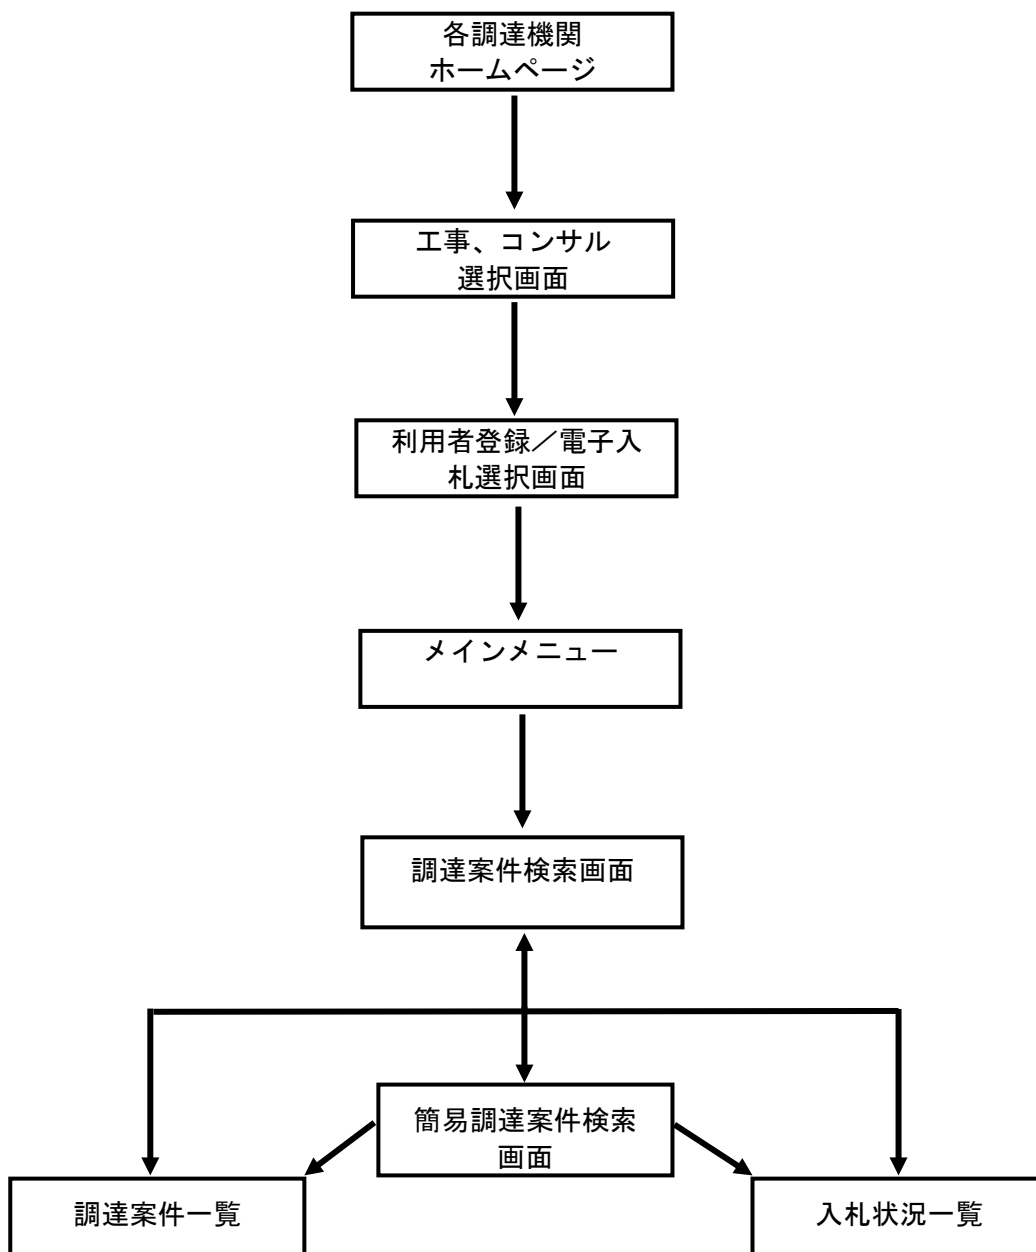 各調達機関
ホームページ
工事、コンサル
選択画面
利用者登録／電子入
札選択画面
メインメニュー
調達案件検索画面
簡易調達案件検索
画面
調達案件一覧
入札状況一覧